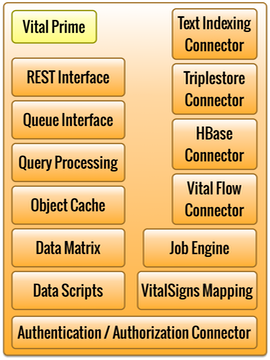 Vital Prime
REST Interface
Queue Interface
Query Processing
Object Cache
Data Matrix
Data Scripts
Text Indexing
Connector
Triplestore
Connector
HBase
Connector
Vital Flow
Connector
Job Engine
VitalSigns Mapping
Authentication / Authorization Connector